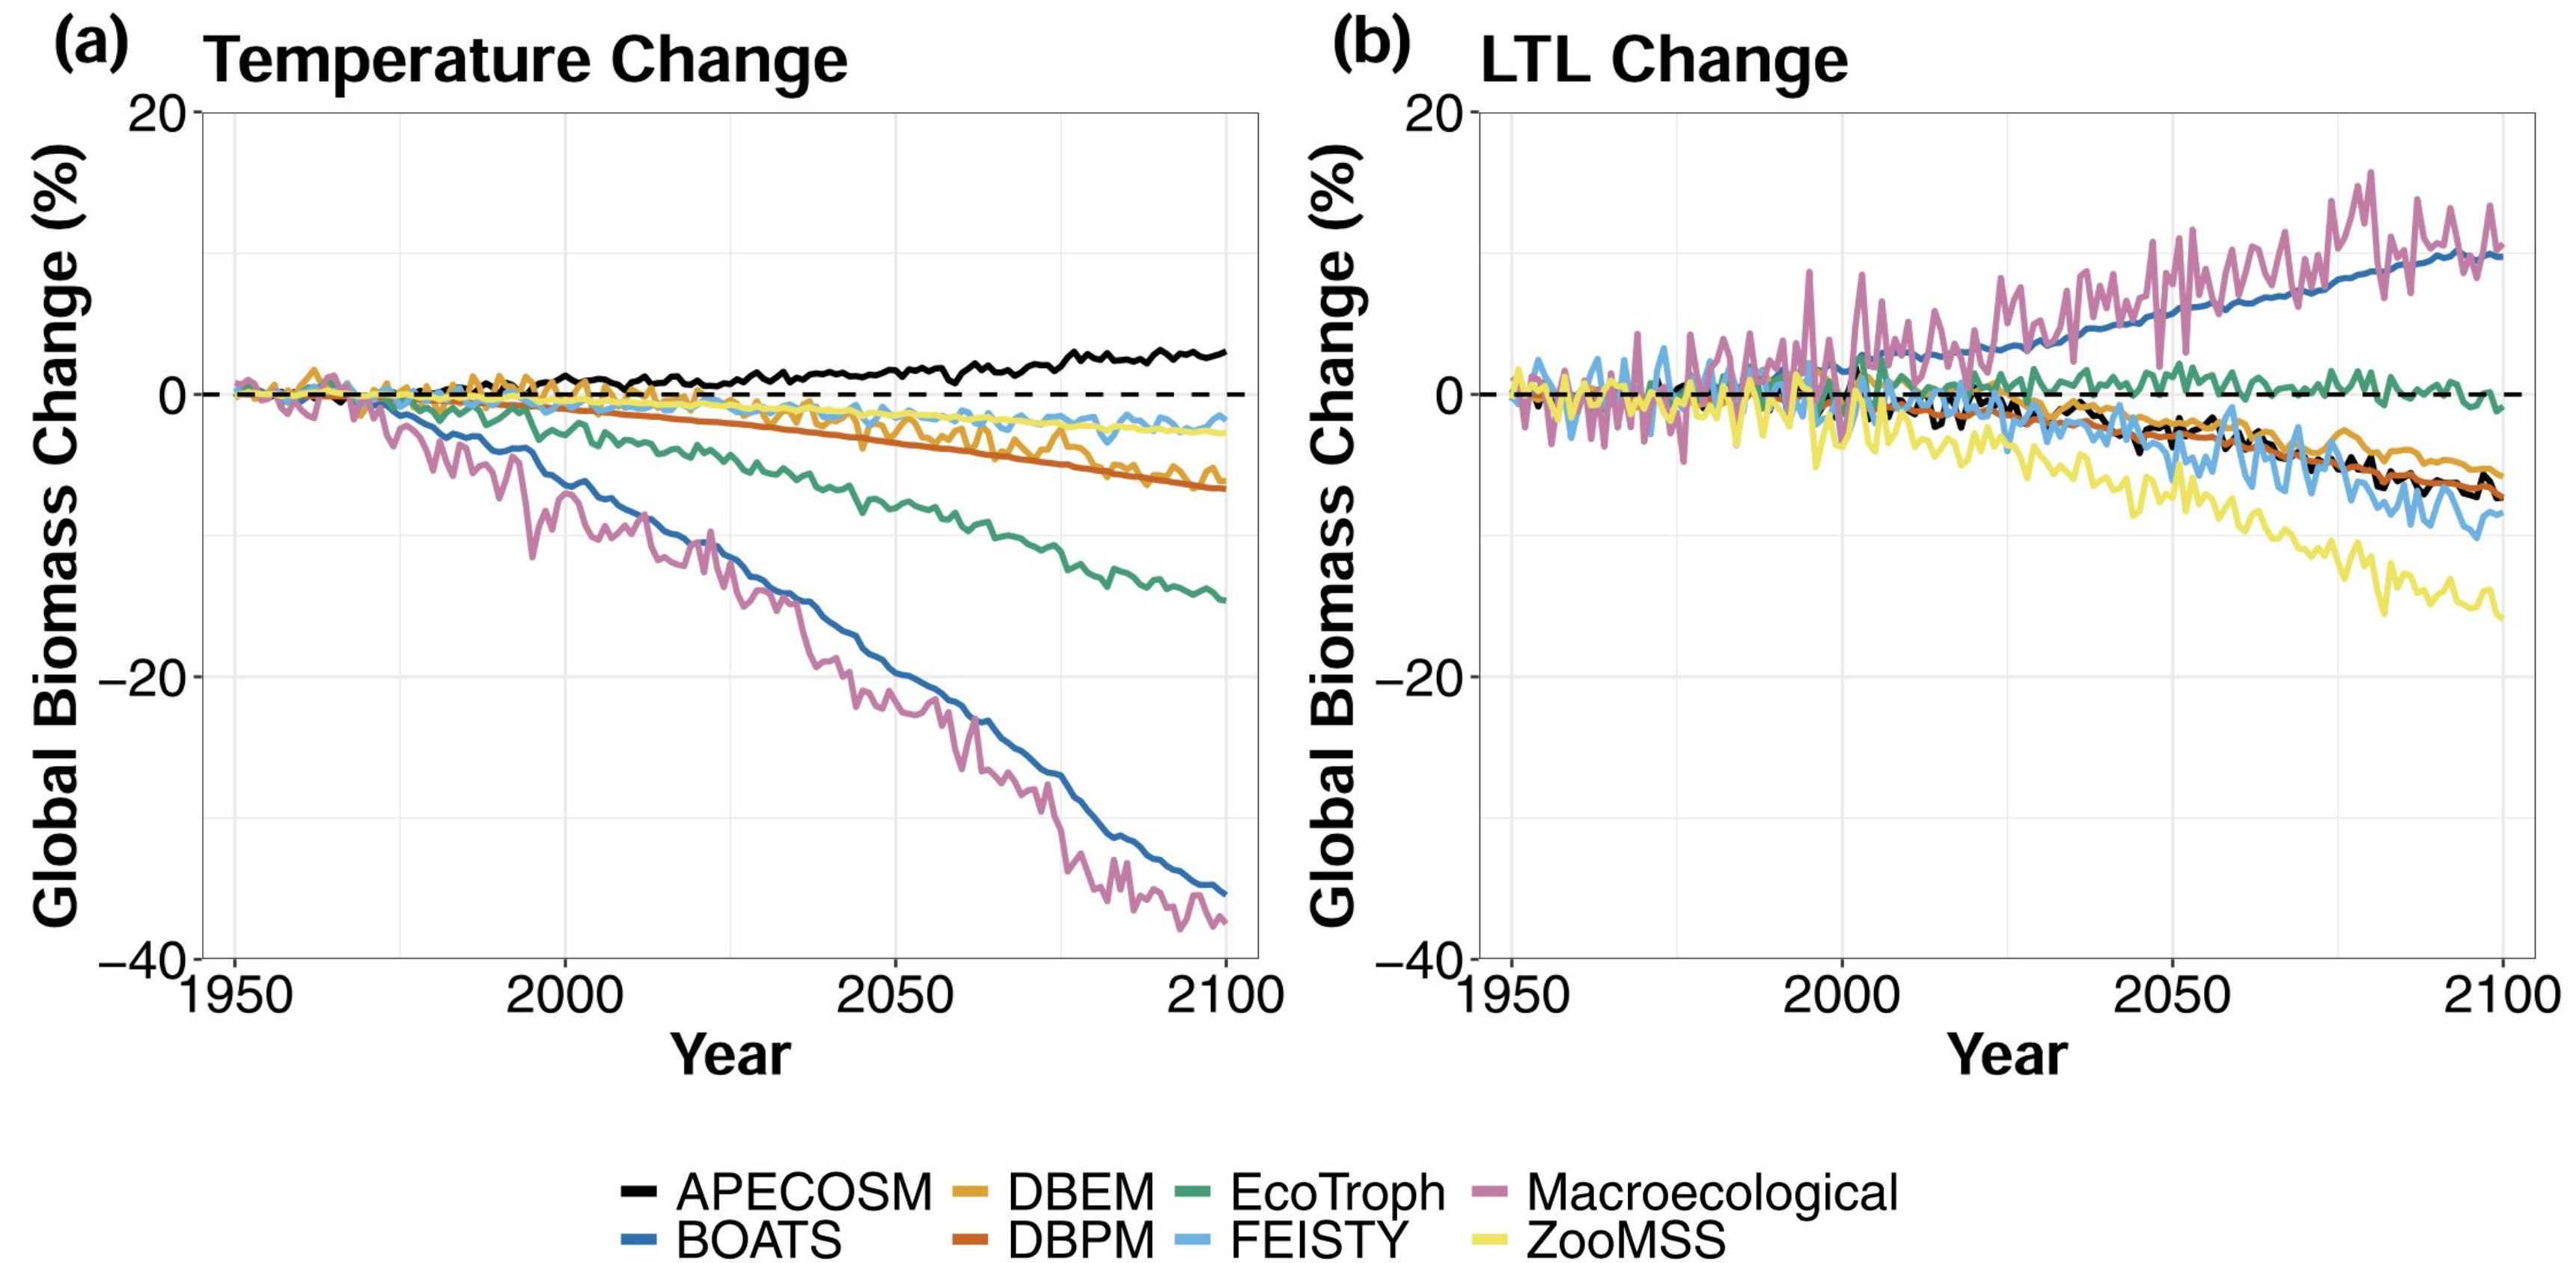 (a) Temperature Change
Global Biomass Change (%)
20
0
−20
−40
1950 2000 2050 2100
Year
(b) LTL Change
Global Biomass Change (%)
20
0
−20
−40
1950 2000 2050 2100
Year
APECOSM DBEM EcoTroph Macroecological
BOATS DBPM FEISTY ZooMSS